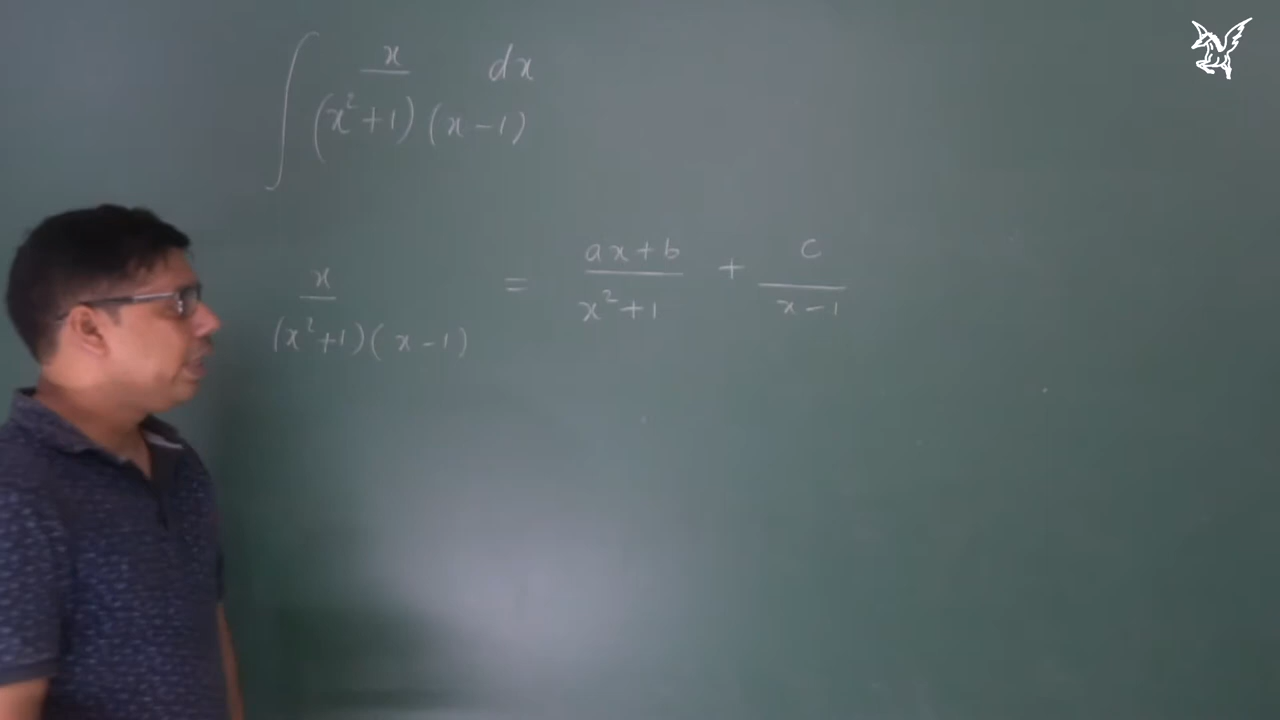 ∫ x/((x²+1)(x-1)) dx
x/((x²+1)(x-1)) = (ax+b)/(x²+1) + c/(x-1)